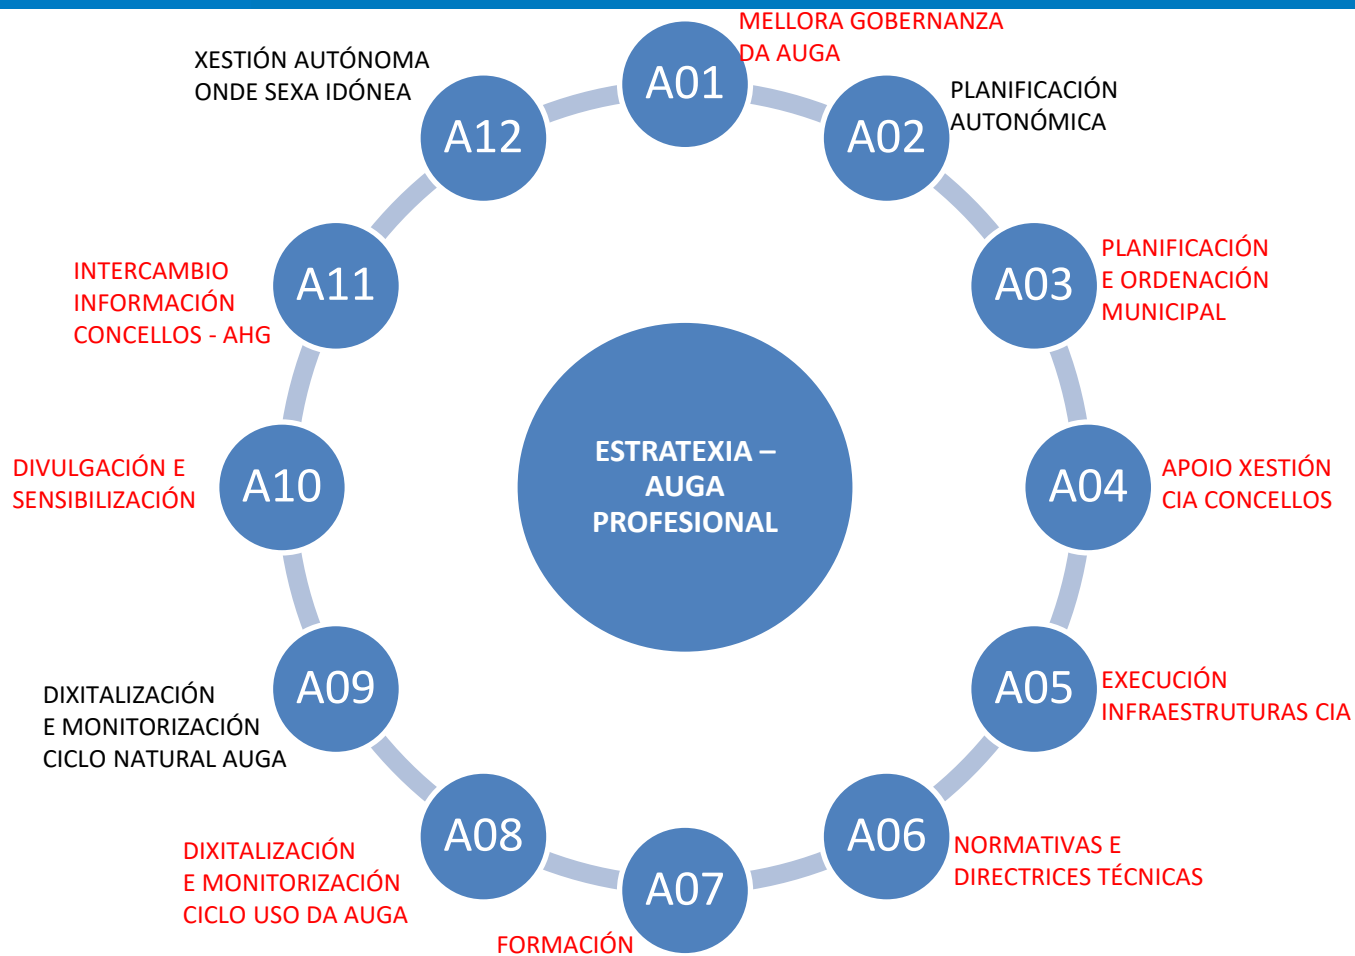 A01
MELLORA GOBERNANZA
DA AUGA
A02
PLANIFICACIÓN
AUTONÓMICA
A03
PLANIFICACIÓN
E ORDENACIÓN
MUNICIPAL
A04
APOIO XESTIÓN
CIA CONCELLOS
A05
EXECUCIÓN
INFRAESTRUTURAS CIA
A06
NORMATIVAS E
DIRECTRICES TÉCNICAS
A07
FORMACIÓN
A08
DIXITALIZACIÓN
E MONITORIZACIÓN
CICLO USO DA AUGA
A09
DIXITALIZACIÓN
E MONITORIZACIÓN
CICLO NATURAL AUGA
A10
DIVULGACIÓN E
SENSIBILIZACIÓN
A11
INTERCAMBIO
INFORMACIÓN
CONCELLOS - AHG
A12
XESTIÓN AUTÓNOMA
ONDE SEXA IDÓNEA
ESTRATEXIA –
AUGA
PROFESIONAL